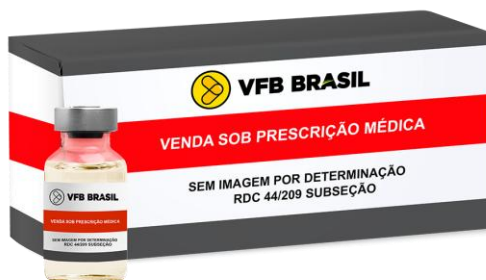 VFB BRASIL
VENDA SOB PRESCRIÇÃO MÉDICA
SEM IMAGEM POR DETERMINAÇÃO
RDC 44/209 SUBSEÇÃO
VFB BRASIL
VENDA SOB PRESCRIÇÃO MÉDICA
SEM IMAGEM POR DETERMINAÇÃO
RDC 44/209 SUBSEÇÃO